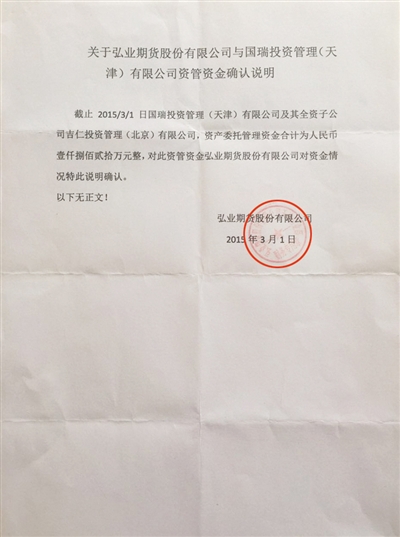 关于弘业期货股份有限公司与国瑞投资管理（天
津）有限公司资管资金确认说明
截止 2015/3/1 日国瑞投资管理（天津）有限公司及其全资子公
司吉仁投资管理（北京）有限公司，资产委托管理资金合计为人民币
壹仟捌佰贰拾万元整，对此资管资金弘业期货股份有限公司对资金情
况特此说明确认。
以下无正文！
弘业期货股份有限公司
2015 年 3 月 1 日